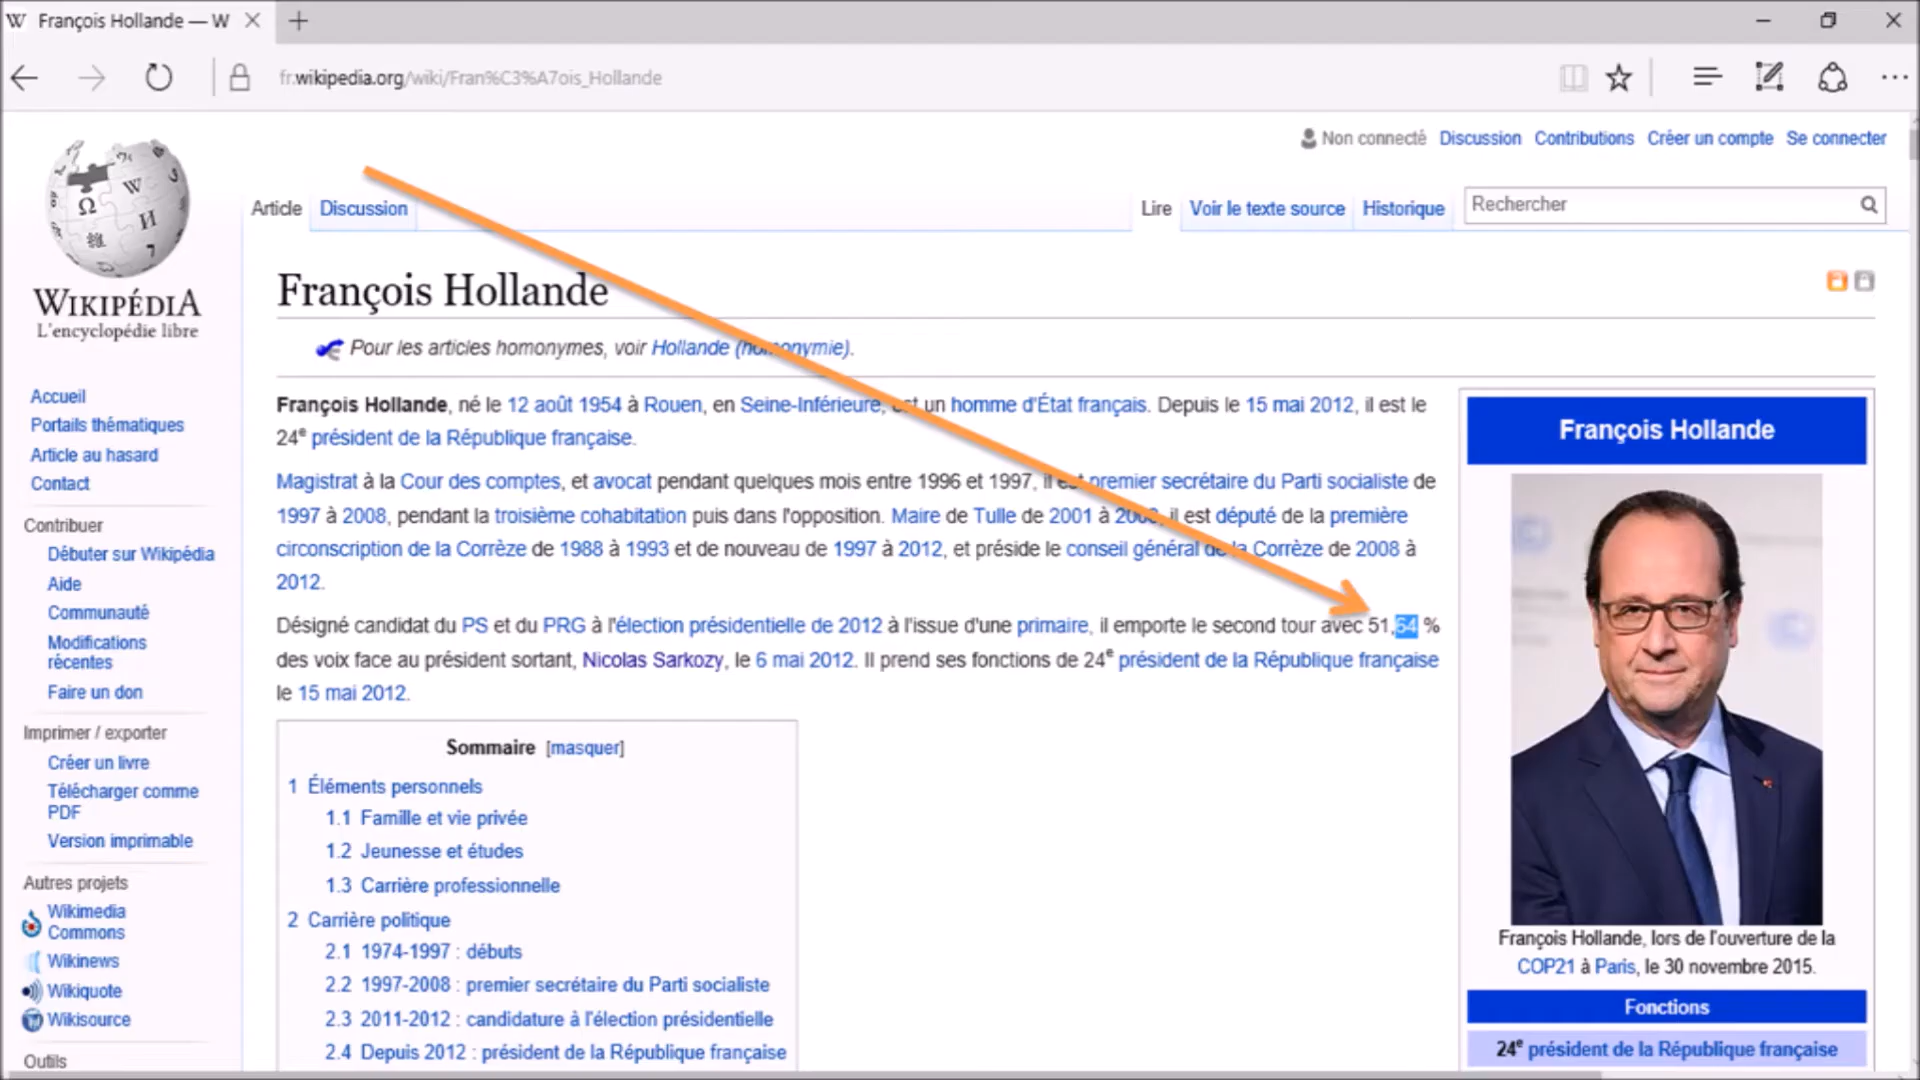 François Hollande — W
fr.wikipedia.org/wiki/Fran%C3%A7ois_Hollande
Non connecté Discussion Contributions Créer un compte Se connecter
Article Discussion Lire Voir le texte source Historique Rechercher
WIKIPÉDIA
L'encyclopédie libre
Accueil
Portails thématiques
Article au hasard
Contact
Contribuer
Débuter sur Wikipédia
Aide
Communauté
Modifications
récentes
Faire un don
Imprimer / exporter
Créer un livre
Télécharger comme
PDF
Version imprimable
Autres projets
Wikimedia
Commons
Wikinews
Wikiquote
Wikisource
Outils
François Hollande
Pour les articles homonymes, voir Hollande (homonymie).
François Hollande, né le 12 août 1954 à Rouen, en Seine-Inférieure, est un homme d'État français. Depuis le 15 mai 2012, il est le
24e président de la République française.
Magistrat à la Cour des comptes, et avocat pendant quelques mois entre 1996 et 1997, il est premier secrétaire du Parti socialiste de
1997 à 2008, pendant la troisième cohabitation puis dans l'opposition. Maire de Tulle de 2001 à 2008, il est député de la première
circonscription de la Corrèze de 1988 à 1993 et de nouveau de 1997 à 2012, et préside le conseil général de la Corrèze de 2008 à
2012.
Désigné candidat du PS et du PRG à l'élection présidentielle de 2012 à l'issue d'une primaire, il emporte le second tour avec 51,64 %
des voix face au président sortant, Nicolas Sarkozy, le 6 mai 2012. Il prend ses fonctions de 24e président de la République française
le 15 mai 2012.
Sommaire [masquer]
1 Éléments personnels
1.1 Famille et vie privée
1.2 Jeunesse et études
1.3 Carrière professionnelle
2 Carrière politique
2.1 1974-1997 : débuts
2.2 1997-2008 : premier secrétaire du Parti socialiste
2.3 2011-2012 : candidature à l'élection présidentielle
2.4 Depuis 2012 : président de la République française
François Hollande
François Hollande, lors de l'ouverture de la
COP21 à Paris, le 30 novembre 2015.
Fonctions
24e président de la République française